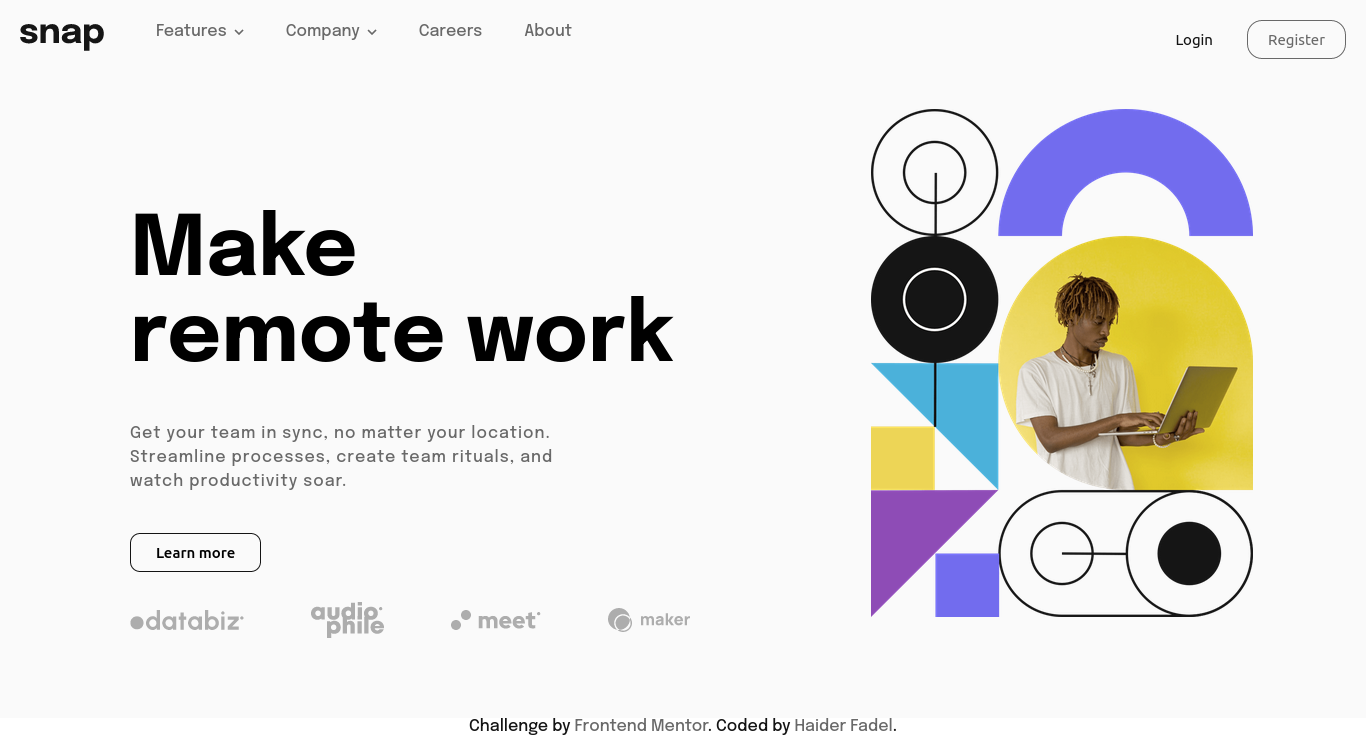 snap
Features
Company
Careers
About
Login
Register
Make
remote work
Get your team in sync, no matter your location.
Streamline processes, create team rituals, and
watch productivity soar.
Learn more
databiz
audio
phile
meet
maker
Challenge by Frontend Mentor. Coded by Haider Fadel.